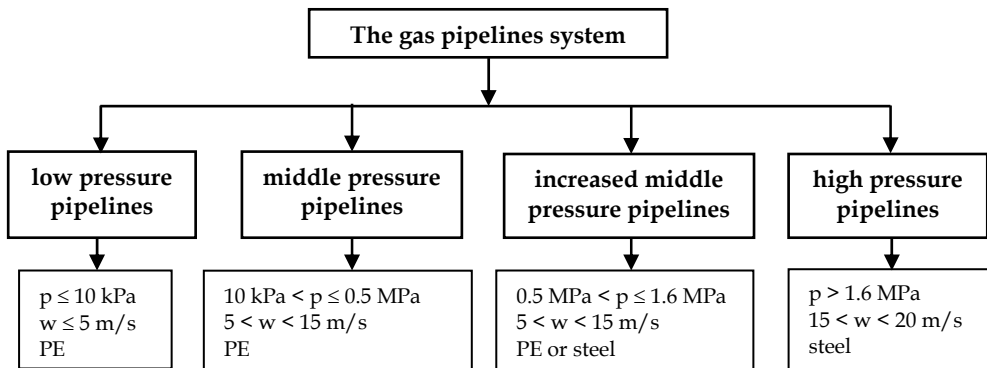 The gas pipelines system
low pressure
pipelines
middle pressure
pipelines
increased middle
pressure pipelines
high pressure
pipelines
p ≤ 10 kPa
w ≤ 5 m/s
PE
10 kPa < p ≤ 0.5 MPa
5 < w < 15 m/s
PE
0.5 MPa < p ≤ 1.6 MPa
5 < w < 15 m/s
PE or steel
p > 1.6 MPa
15 < w < 20 m/s
steel